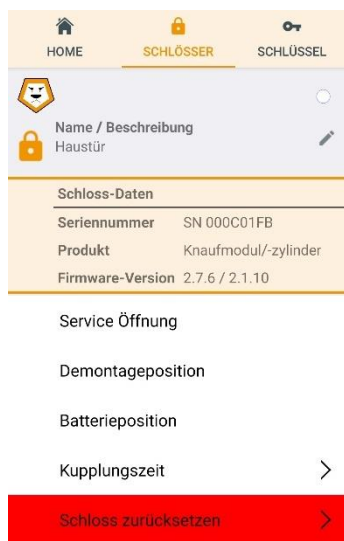 HOME SCHLÖSSER SCHLÜSSEL
Name / Beschreibung
Haustür
Schloss-Daten
Seriennummer SN 000C01FB
Produkt Knaufmodul/-zylinder
Firmware-Version 2.7.6 / 2.1.10
Service Öffnung
Demontageposition
Batterieposition
Kupplungszeit
Schloss zurücksetzen